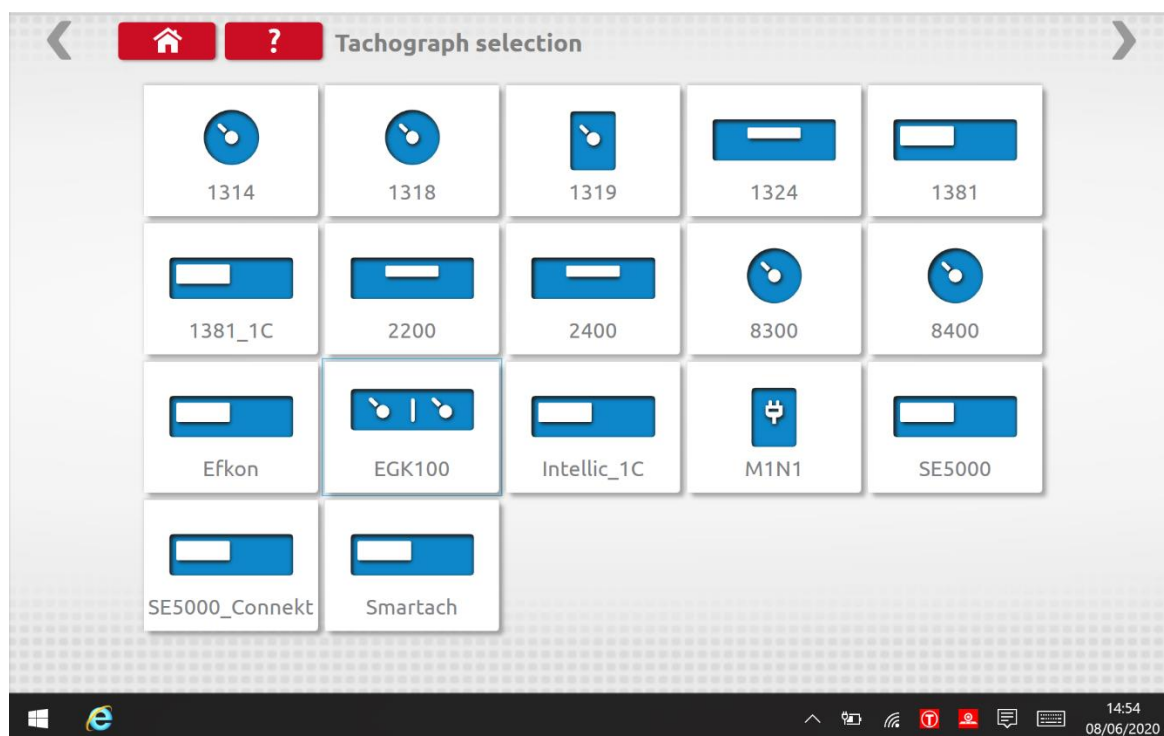 ? Tachograph selection
1314 1318 1319 1324 1381
1381_1C 2200 2400 8300 8400
Efkon EGK100 Intellic_1C M1N1 SE5000
SE5000_Connekt Smartach
14:54
08/06/2020